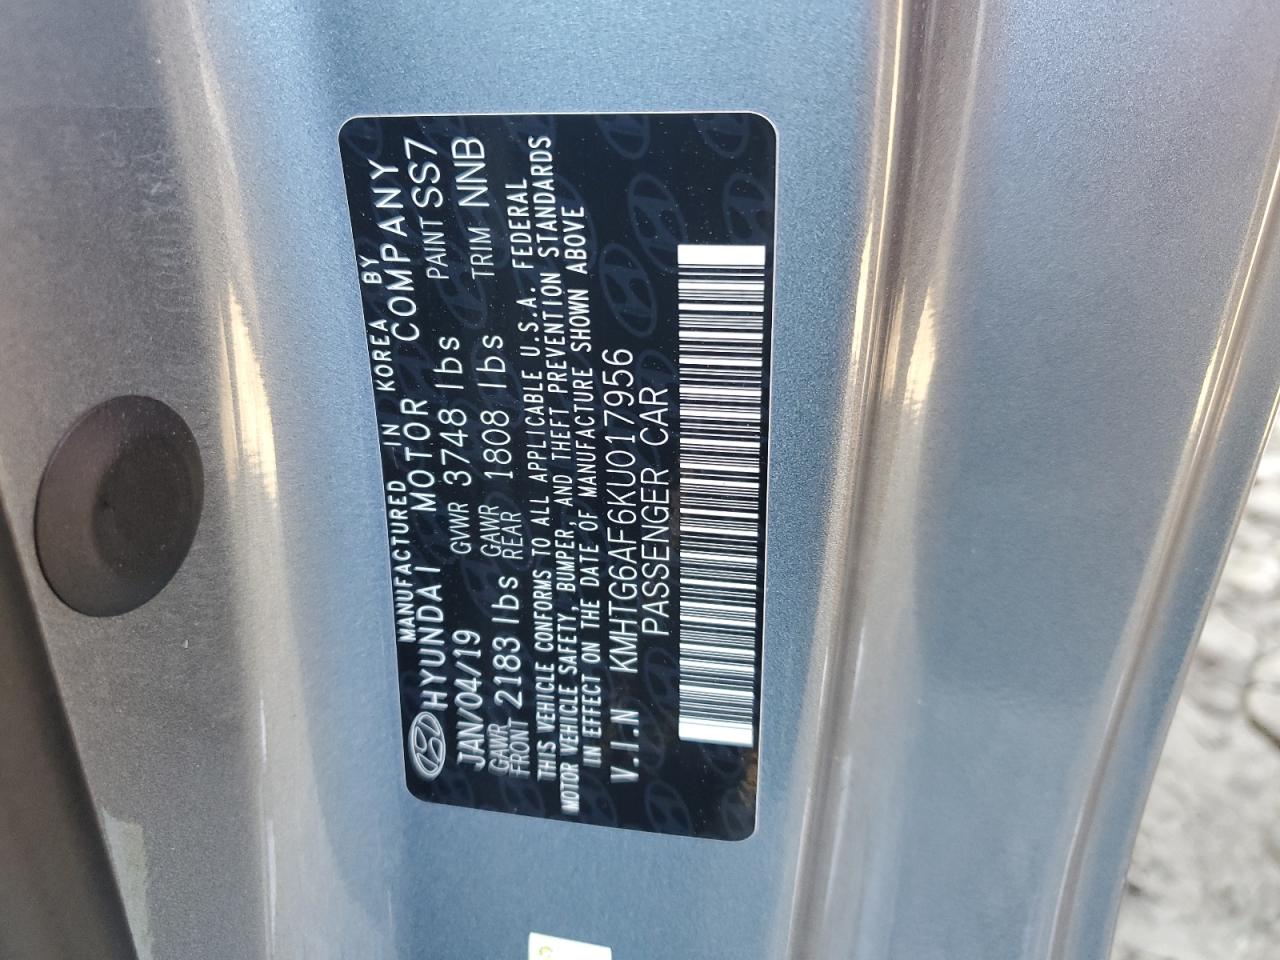 MANUFACTURED IN KOREA BY
HYUNDAI MOTOR COMPANY
JAN/04/19 GVWR 3748 lbs PAINT SS7
GAWR FRONT 2183 lbs GAWR REAR 1808 lbs TRIM NNB
THIS VEHICLE CONFORMS TO ALL APPLICABLE U.S.A. FEDERAL
MOTOR VEHICLE SAFETY, BUMPER, AND THEFT PREVENTION STANDARDS
IN EFFECT ON THE DATE OF MANUFACTURE SHOWN ABOVE
V.I.N KMHTG6AF6KU017956
PASSENGER CAR